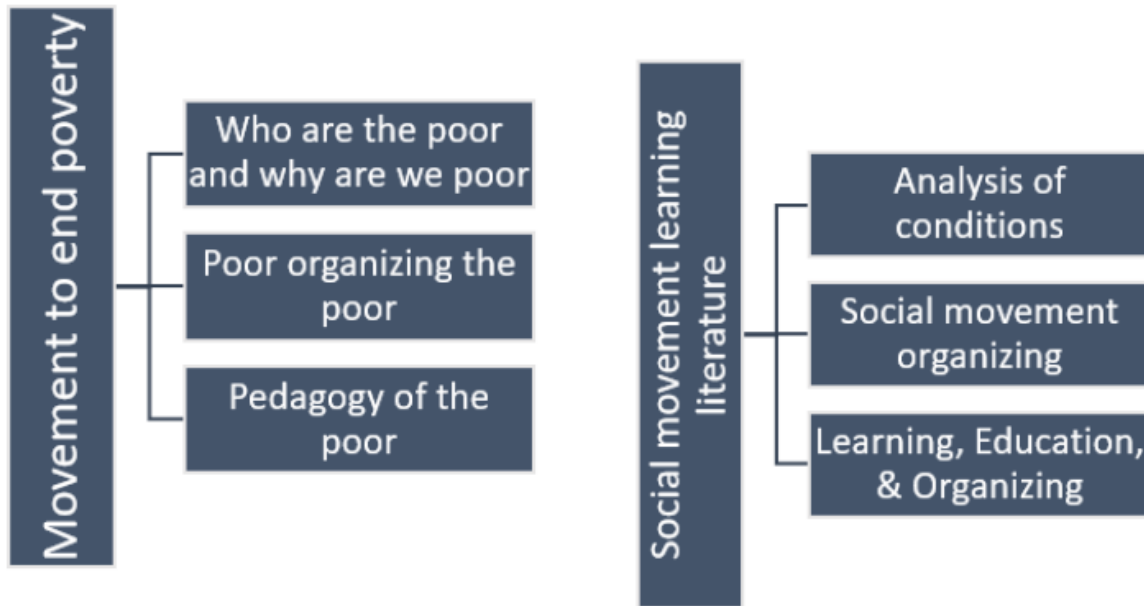 Movement to end poverty
Who are the poor
and why are we poor
Poor organizing the
poor
Pedagogy of the
poor
Social movement learning
literature
Analysis of
conditions
Social movement
organizing
Learning, Education,
& Organizing